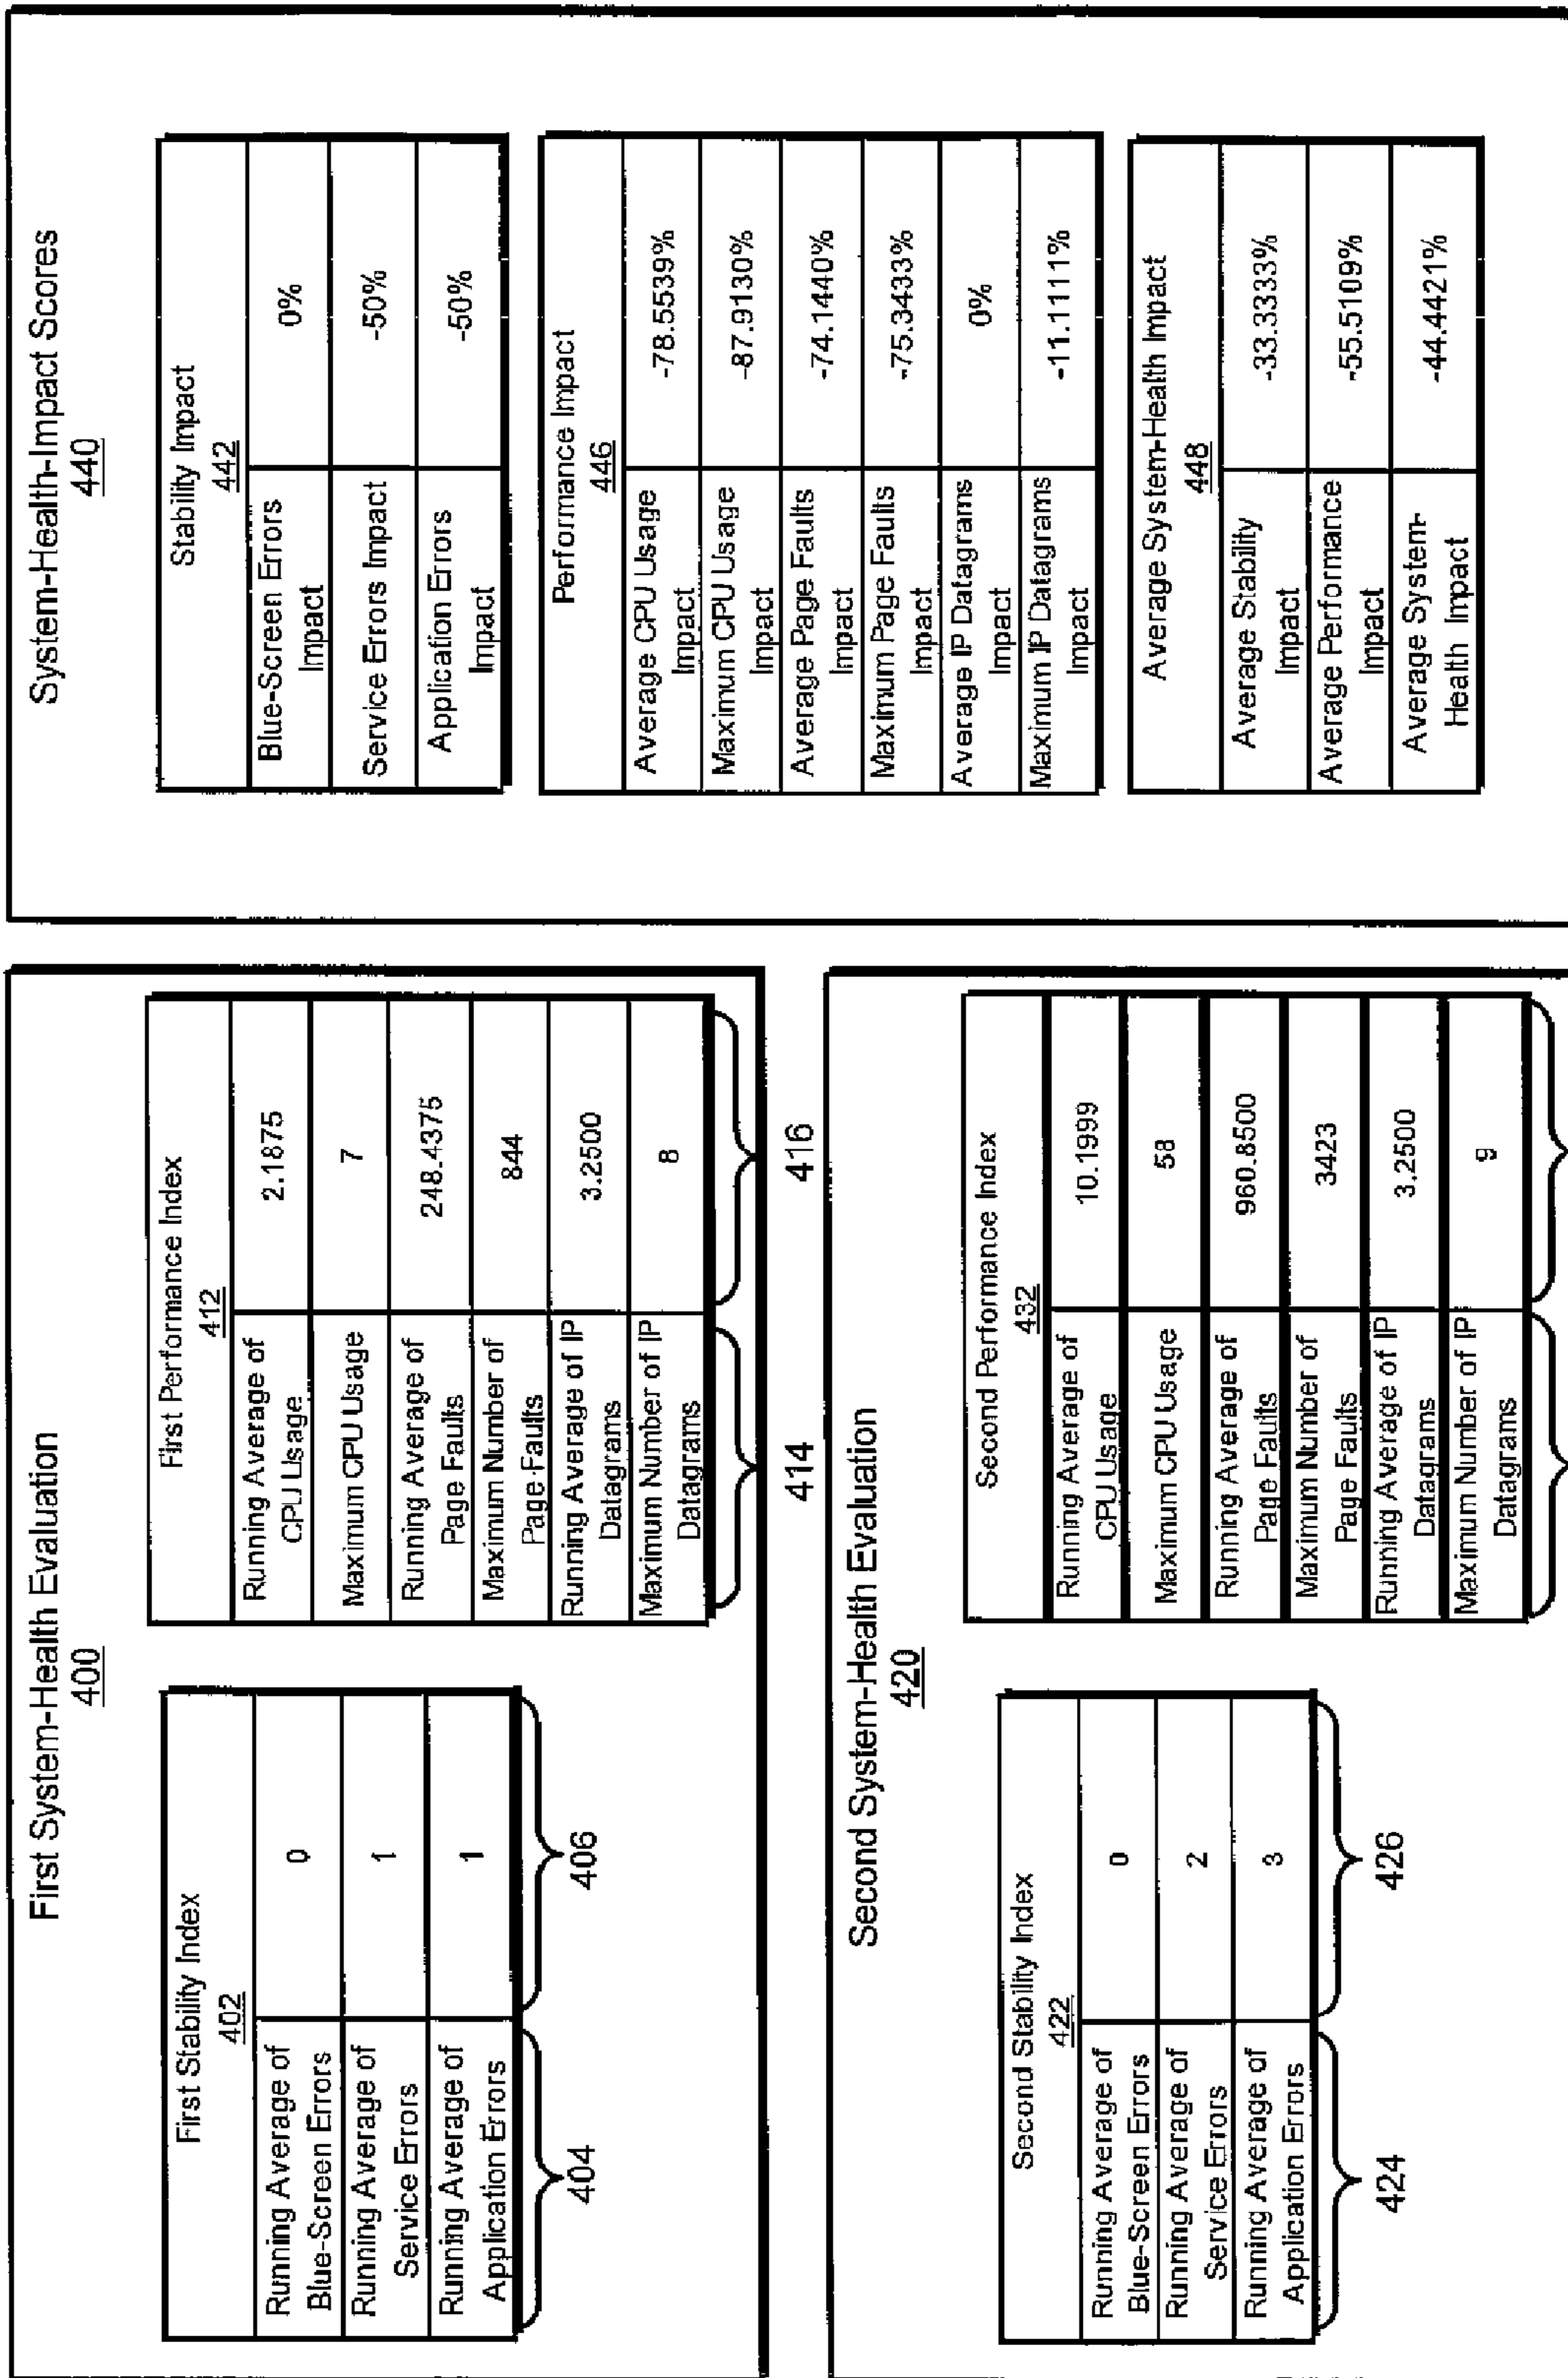 First System-Health Evaluation
400
First Stability Index
402
Running Average of
Blue-Screen Errors
0
Running Average of
Service Errors
1
Running Average of
Application Errors
1
404
406
First Performance Index
412
Running Average of
CPU Usage
2.1875
Maximum CPU Usage
7
Running Average of
Page Faults
248.4375
Maximum Number of
Page Faults
844
Running Average of IP
Datagrams
3.2500
Maximum Number of IP
Datagrams
8
414
416
Second System-Health Evaluation
420
Second Stability Index
422
Running Average of
Blue-Screen Errors
0
Running Average of
Service Errors
2
Running Average of
Application Errors
3
424
426
Second Performance Index
432
Running Average of
CPU Usage
10.1999
Maximum CPU Usage
58
Running Average of
Page Faults
960.8500
Maximum Number of
Page Faults
3423
Running Average of IP
Datagrams
3.2500
Maximum Number of IP
Datagrams
9
System-Health-Impact Scores
440
Stability Impact
442
Blue-Screen Errors
Impact
0%
Service Errors Impact
-50%
Application Errors
Impact
-50%
Performance Impact
446
Average CPU Usage
Impact
-78.5539%
Maximum CPU Usage
Impact
-87.9130%
Average Page Faults
Impact
-74.1440%
Maximum Page Faults
Impact
-75.3433%
Average IP Datagrams
Impact
0%
Maximum IP Datagrams
Impact
-11.1111%
Average System-Health Impact
448
Average Stability
Impact
-33.3333%
Average Performance
Impact
-55.5109%
Average System-
Health Impact
-44.4421%